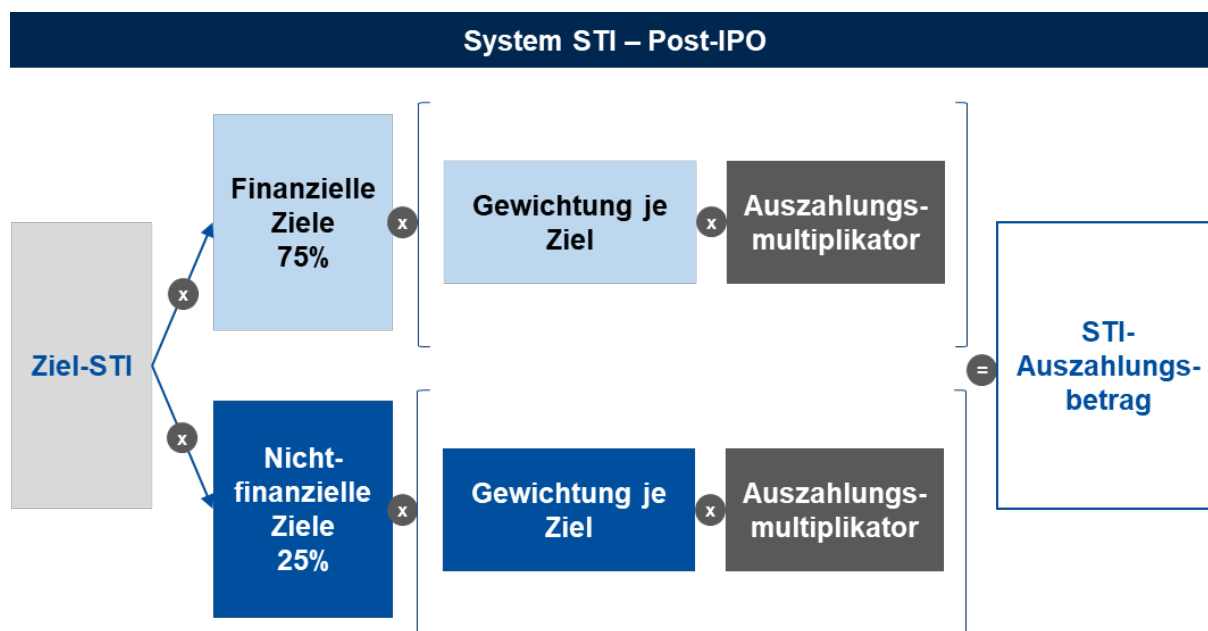 System STI – Post-IPO
Finanzielle
Ziele
75%
x
Gewichtung je
Ziel
x
Auszahlungs-
multiplikator
x
Ziel-STI
x
Nicht-
finanzielle
Ziele
25%
x
Gewichtung je
Ziel
x
Auszahlungs-
multiplikator
=
STI-
Auszahlungs-
betrag